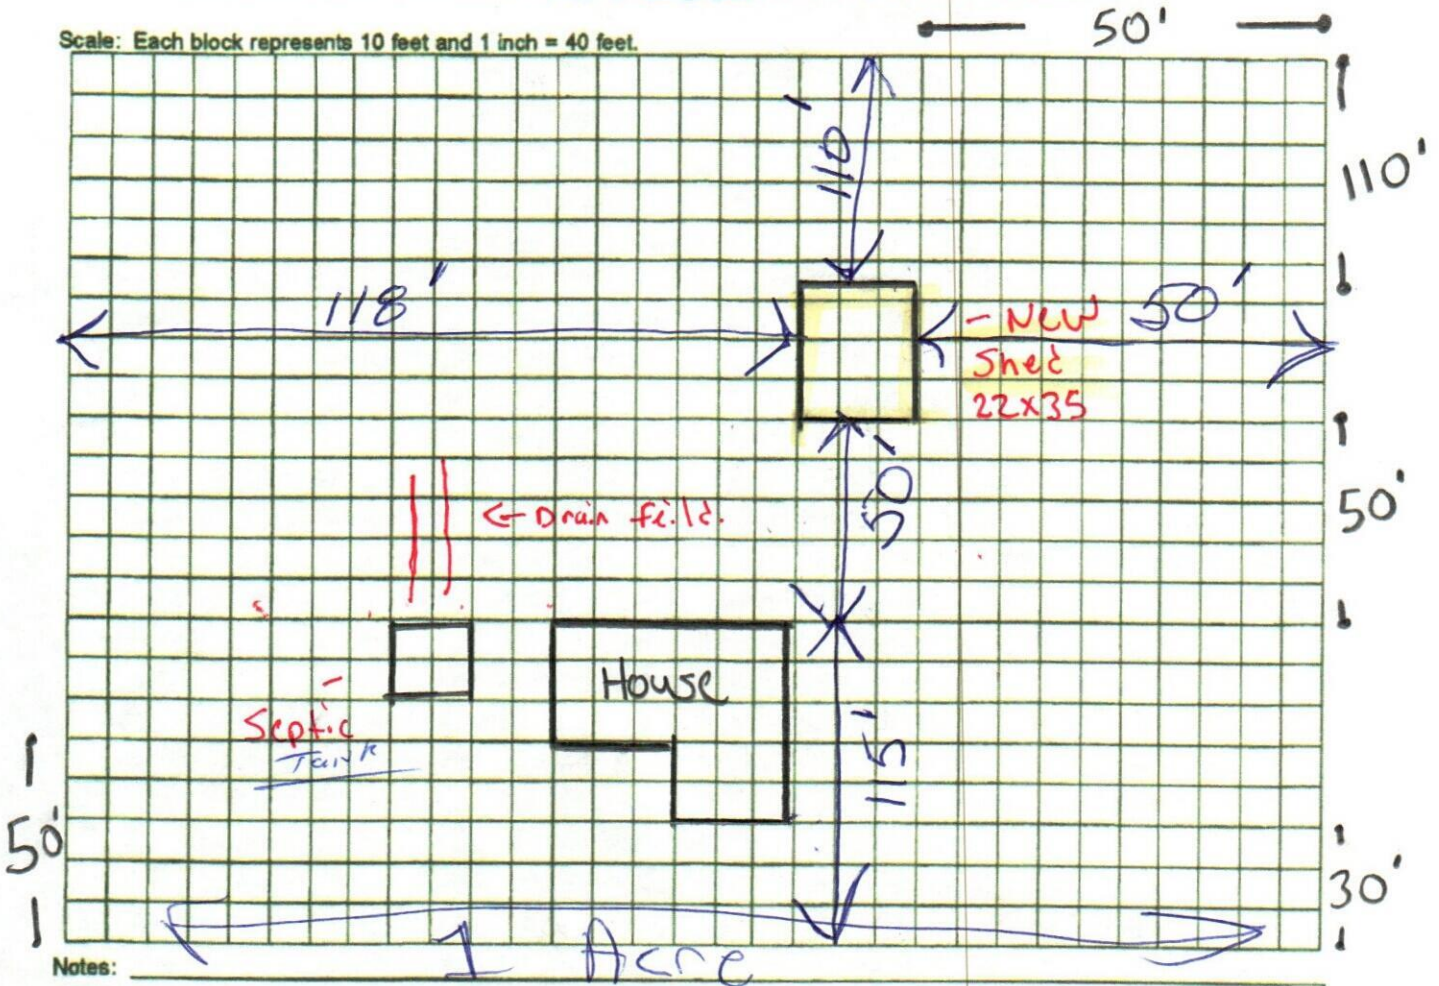 50'
Scale: Each block represents 10 feet and 1 inch = 40 feet.
110'
110'
118'
- New
Shed
22x35
50'
50'
50'
← Drain feild.
House
Septic
Tank
115'
50'
30'
1 Acre
Notes: